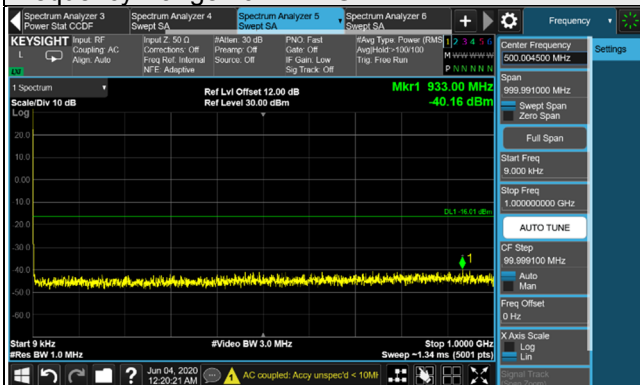 Spectrum Analyzer 3
Power Stat CCDF
Spectrum Analyzer 4
Swept SA
Spectrum Analyzer 5
Swept SA
Spectrum Analyzer 6
Swept SA
+
Frequency
KEYSIGHT
L
Input: RF
Coupling: AC
Align: Auto
Input Z: 50 Ω
Corrections: Off
Freq Ref: Internal
NFE: Adaptive
#Atten: 30 dB
Preamp: Off
Source: Off
PNO: Fast
Gate: Off
IF Gain: Low
Sig Track: Off
#Avg Type: Power (RMS)
Avg|Hold:>100/100
Trig: Free Run
1 2 3 4 5 6
M W W W W W
P N N N N N
1 Spectrum
Scale/Div 10 dB
Log
Ref Lvl Offset 12.00 dB
Ref Level 30.00 dBm
Mkr1 933.00 MHz
-40.16 dBm
20.0
10.0
0.00
-10.0
DL1 -16.01 dBm
-20.0
-30.0
1
-40.0
-50.0
-60.0
Start 9 kHz
#Res BW 1.0 MHz
#Video BW 3.0 MHz
Stop 1.0000 GHz
Sweep ~1.34 ms (5001 pts)
Center Frequency
500.004500 MHz
Settings
Span
999.991000 MHz
Swept Span
Zero Span
Full Span
Start Freq
9.000 kHz
Stop Freq
1.000000000 GHz
AUTO TUNE
CF Step
99.999100 MHz
Auto
Man
Freq Offset
0 Hz
X Axis Scale
Log
Lin
Signal Track
Jun 04, 2020
12:20:21 AM
AC coupled: Accy unspec'd < 10MH